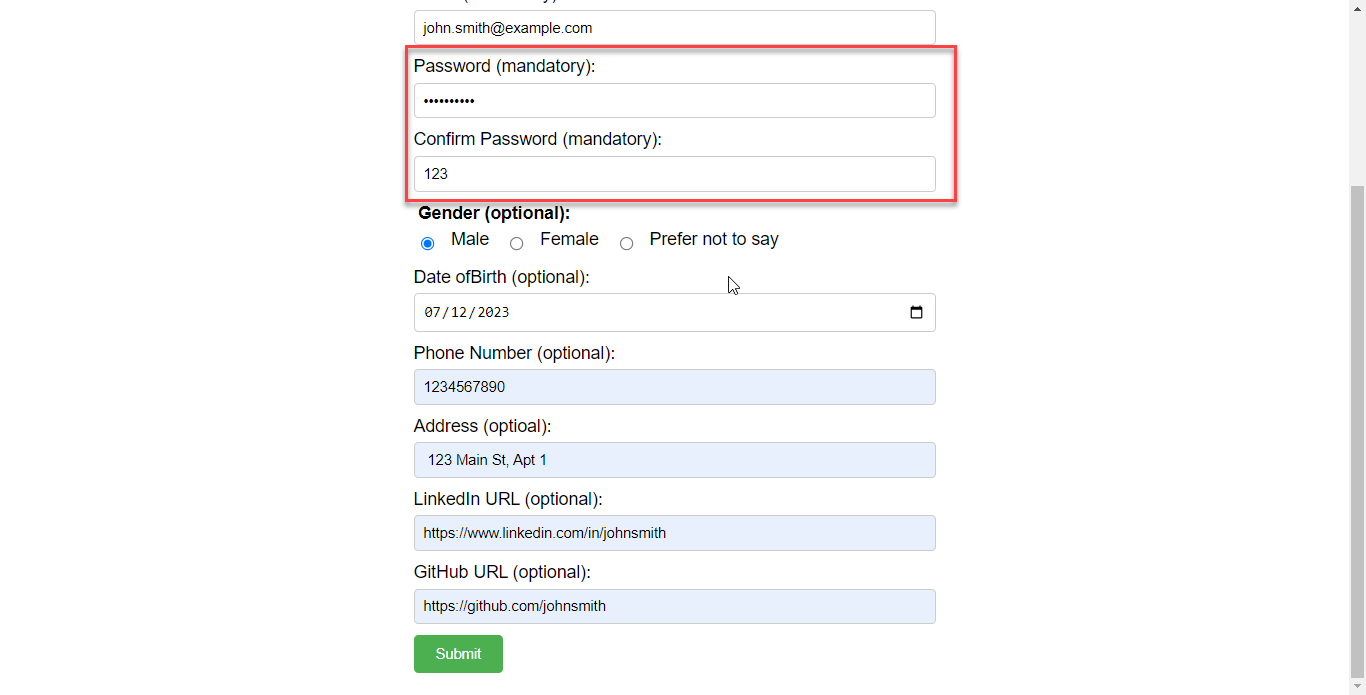 john.smith@example.com
Password (mandatory):
••••••••••
Confirm Password (mandatory):
123
Gender (optional):
Male Female Prefer not to say
Date ofBirth (optional):
07/12/2023
Phone Number (optional):
1234567890
Address (optioal):
123 Main St, Apt 1
LinkedIn URL (optional):
https://www.linkedin.com/in/johnsmith
GitHub URL (optional):
https://github.com/johnsmith
Submit